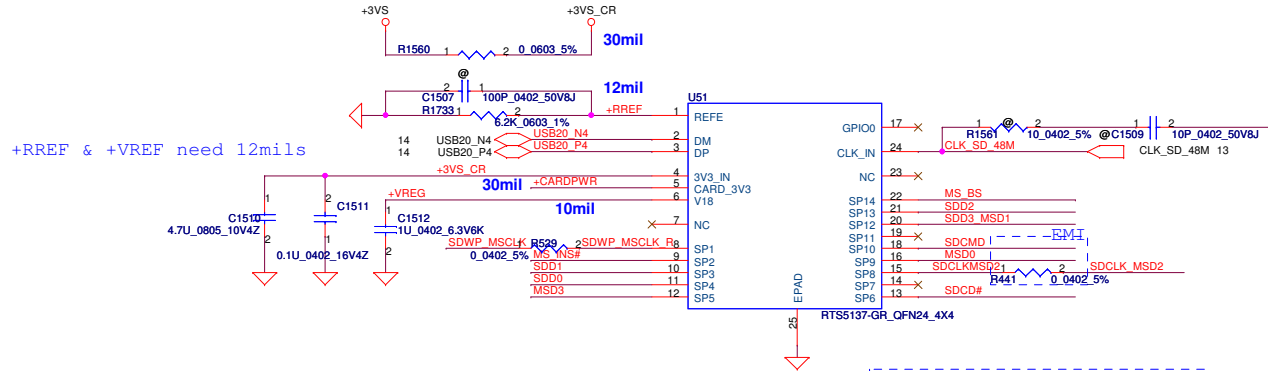 +3VS +3VS_CR
R1560 1 2 0_0603_5% 30mil
@ 12mil
2 1
C1507 100P_0402_50V8J
R1733 1 2 +RREF
6.2K_0603_1%
+RREF & +VREF need 12mils
14 USB20_N4 USB20_N4
14 USB20_P4 USB20_P4
+3VS_CR
30mil +CARDPWR
+VREG
10mil
1 C1510 2 4.7U_0805_10V4Z
2 C1511 1 0.1U_0402_16V4Z
1 C1512 2 .1U_0402_6.3V6K
SDWP_MSCLK 1 R529 2 SDWP_MSCLK_R
0_0402_5%
MS_INS#
SDD1
SDD0
MSD3
U51
1 REFE
2 DM
3 DP
4 3V3_IN
5 CARD_3V3
6 V18
7 NC
8 SP1
9 SP2
10 SP3
11 SP4
12 SP5
EPAD
25
GPIO0 17
CLK_IN 24
NC 23
SP14 22 MS_BS
SP13 21 SDD2
SP12 20 SDD3_MSD1
SP11 19
SP10 18 SDCMD
SP9 16 MSD0
SP8 15 SDCLKMSD2
SP7 14
SP6 13 SDCD#
RTS5137-GR_QFN24_4X4
1 @ 2 @ 1 2
R1561 10_0402_5% C1509 10P_0402_50V8J
CLK_SD_48M CLK_SD_48M 13
EMI
1 2 SDCLK_MSD2
R441 0_0402_5%